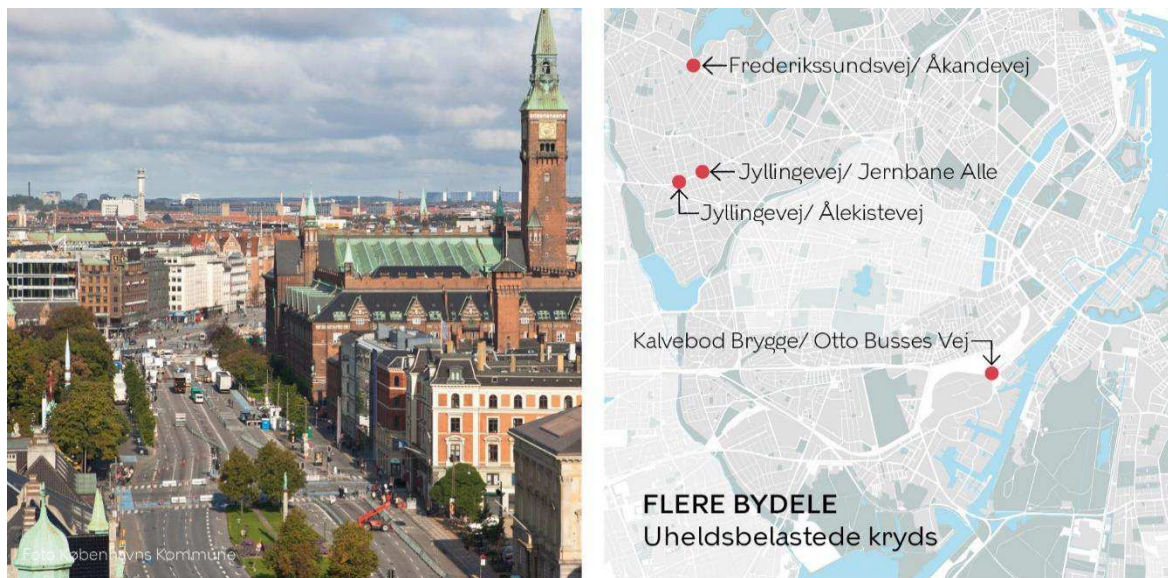 Foto Københavns Kommune
Frederikssundsvej/ Åkandevej
Jyllingevej/ Jernbane Alle
Jyllingevej/ Ålekistevej
Kalvebod Brygge/ Otto Busses Vej
FLERE BYDELE
Uheldsbelastede kryds